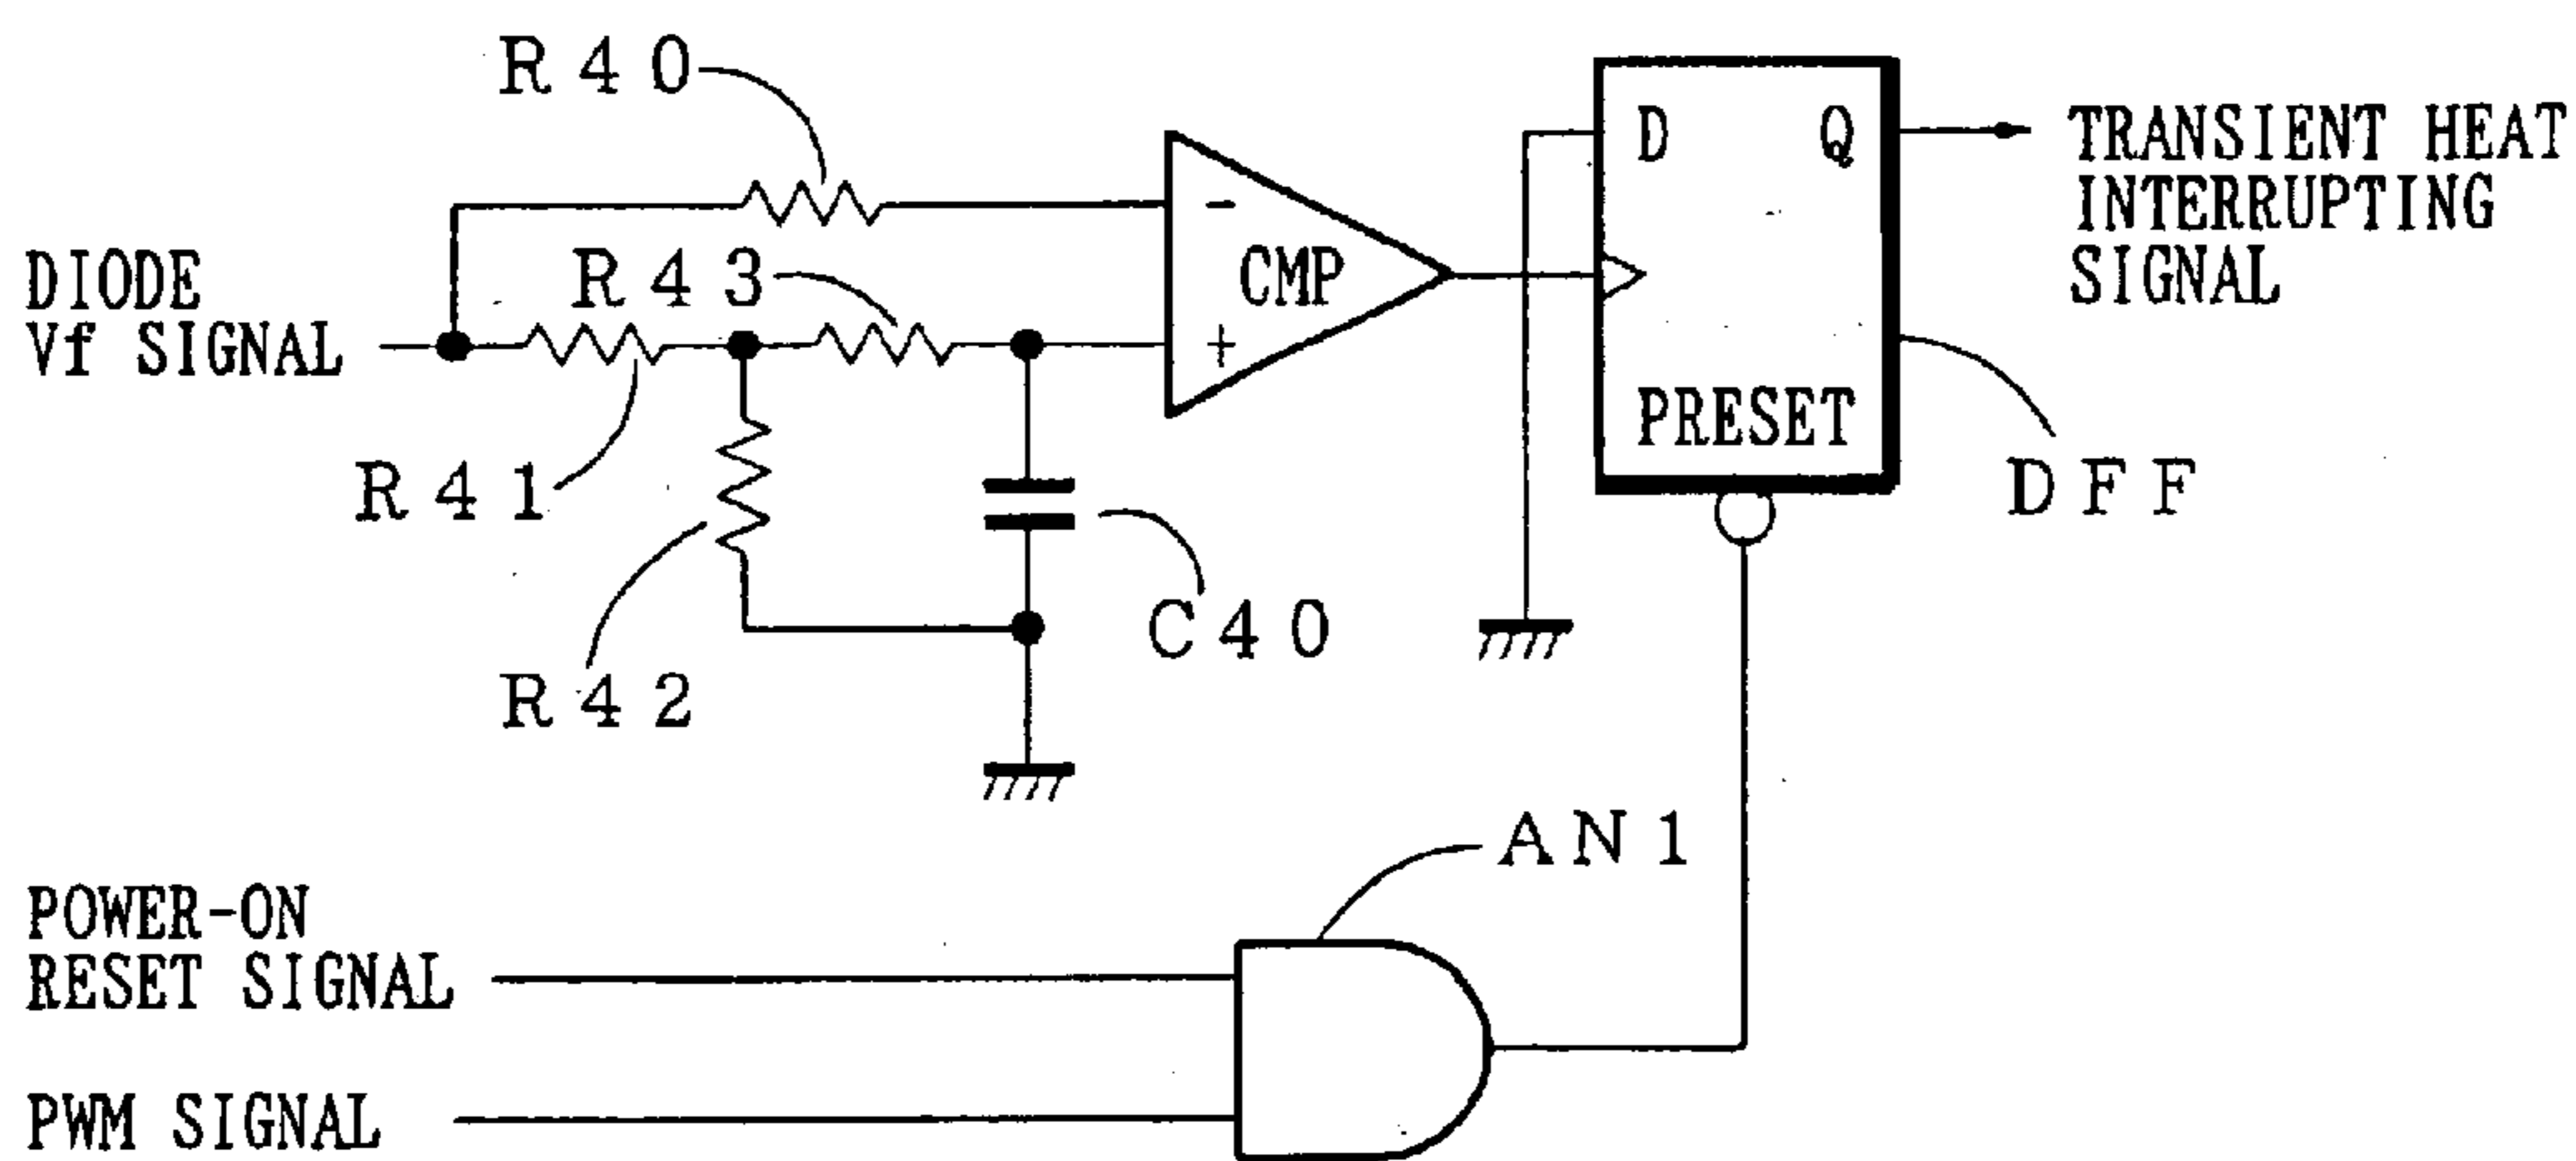 R40
D
Q
TRANSIENT HEAT
INTERRUPTING
SIGNAL
-
CMP
+
R43
DIODE
Vf SIGNAL
PRESET
R41
DFF
C40
R42
AN1
POWER-ON
RESET SIGNAL
PWM SIGNAL